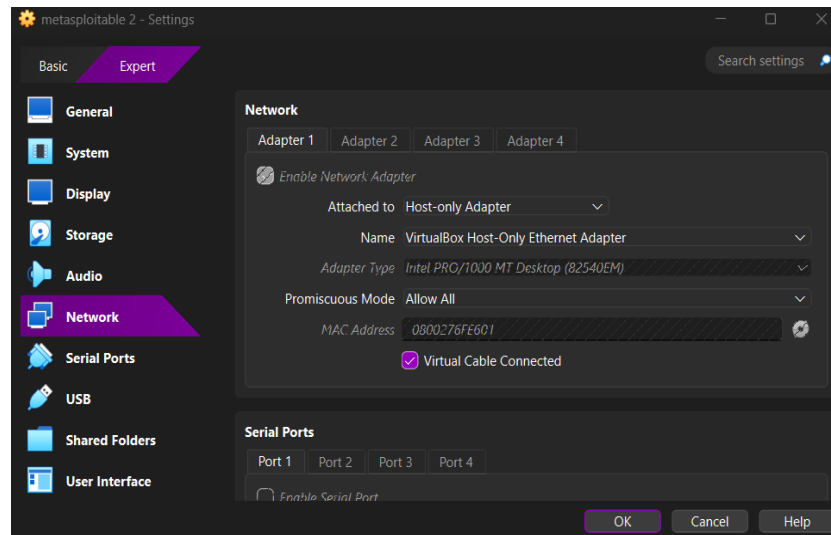 metasploitable 2 - Settings
Basic
Expert
Search settings
General
System
Display
Storage
Audio
Network
Serial Ports
USB
Shared Folders
User Interface
Network
Adapter 1 Adapter 2 Adapter 3 Adapter 4
Enable Network Adapter
Attached to Host-only Adapter
Name VirtualBox Host-Only Ethernet Adapter
Adapter Type Intel PRO/1000 MT Desktop (82540EM)
Promiscuous Mode Allow All
MAC Address 0800276FE601
Virtual Cable Connected
Serial Ports
Port 1 Port 2 Port 3 Port 4
Enable Serial Port
OK Cancel Help